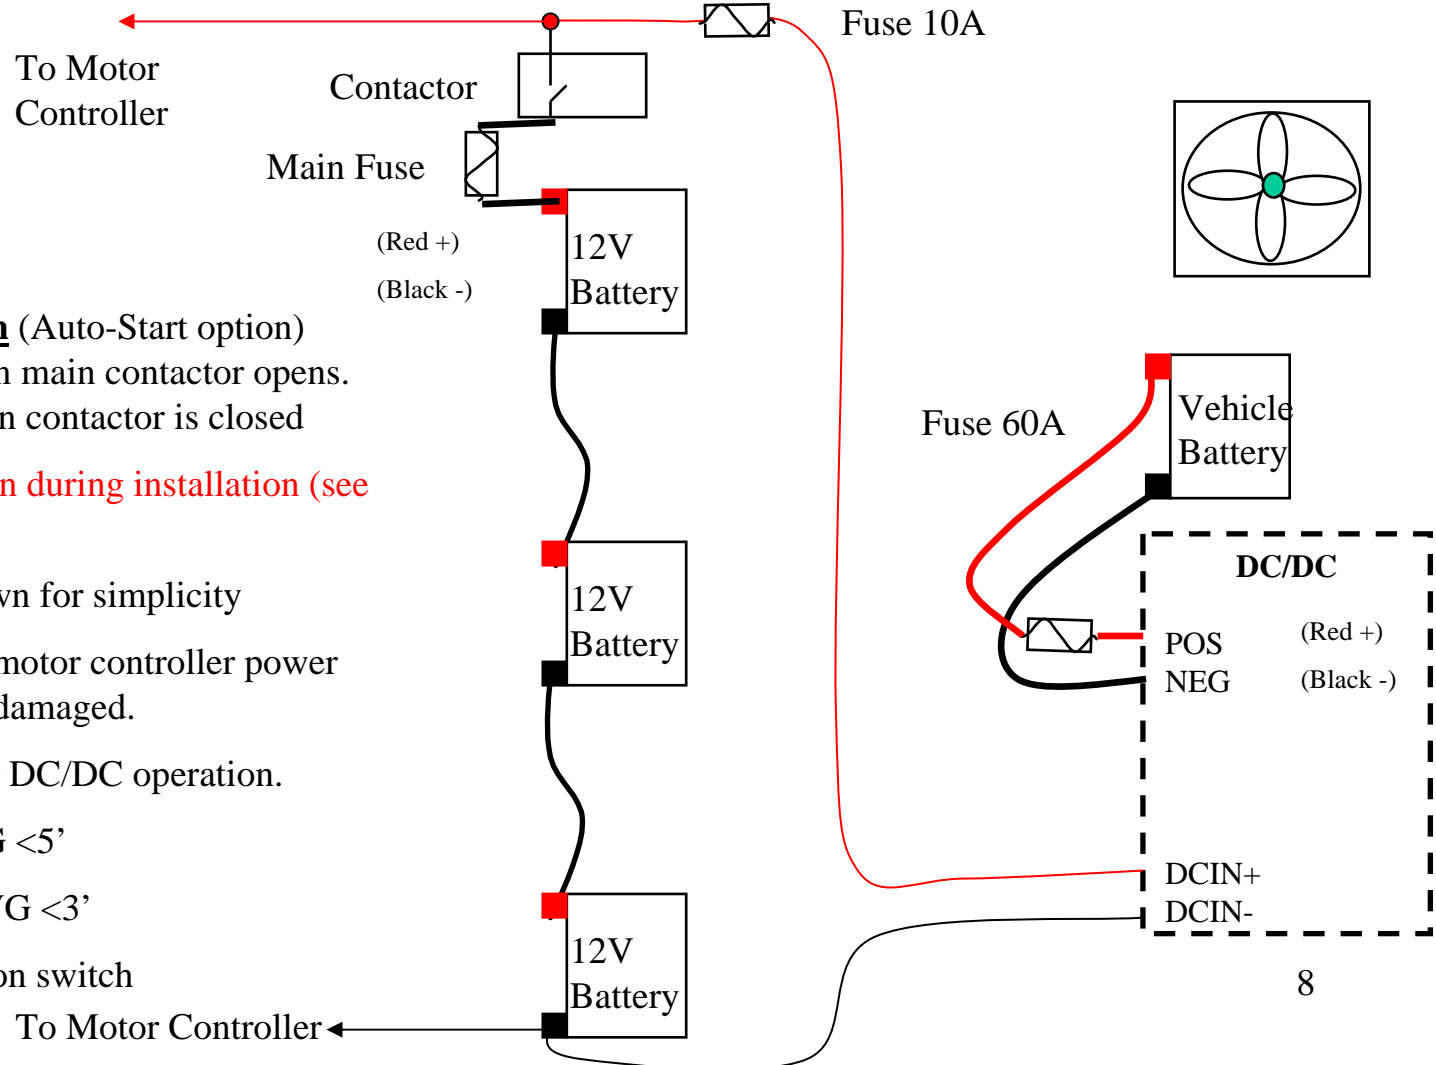 Fuse 10A
To Motor
Controller
Contactor
Main Fuse
(Red +)
(Black -)
12V
Battery
(Auto-Start option)
main contactor opens.
contactor is closed
during installation (see
for simplicity
motor controller power
damaged.
DC/DC operation.
<5’
<3’
switch
To Motor Controller
12V
Battery
12V
Battery
Fuse 60A
Vehicle
Battery
DC/DC
POS
(Red +)
NEG
(Black -)
DCIN+
DCIN-
8